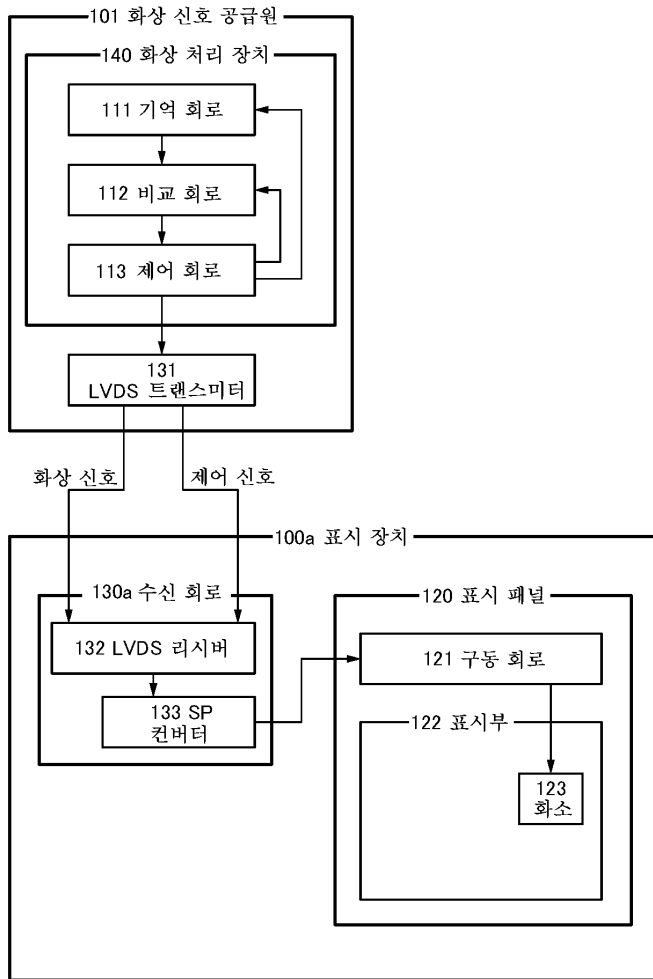 101 화상 신호 공급원
140 화상 처리 장치
111 기억 회로
112 비교 회로
113 제어 회로
131
LVDS 트랜스미터
화상 신호
제어 신호
100a 표시 장치
130a 수신 회로
120 표시 패널
132 LVDS 리시버
121 구동 회로
133 SP
컨버터
122 표시부
123
화소